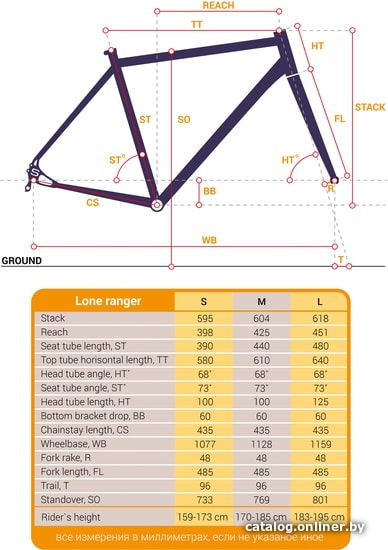 REACH
TT
HT
STACK
ST
SO
FL
ST°
HT°
S
R
BB
CS
WB
GROUND
T
Lone ranger S M L
Stack 595 604 618
Reach 398 425 451
Seat tube length, ST 390 440 480
Top tube horisontal length, TT 580 610 640
Head tube angle, HT° 68° 68° 68°
Seat tube angle, ST° 73° 73° 73°
Head tube length, HT 100 100 125
Bottom bracket drop, BB 60 60 60
Chainstay length, CS 435 435 435
Wheelbase, WB 1077 1128 1159
Fork rake, R 48 48 48
Fork length, FL 485 485 485
Trail, T 96 96 96
Standover, SO 733 769 801
Rider`s height 159-173 см 170-185 см 183-195 см
все измерения в миллиметрах, если не указаное иное
catalog.onliner.by